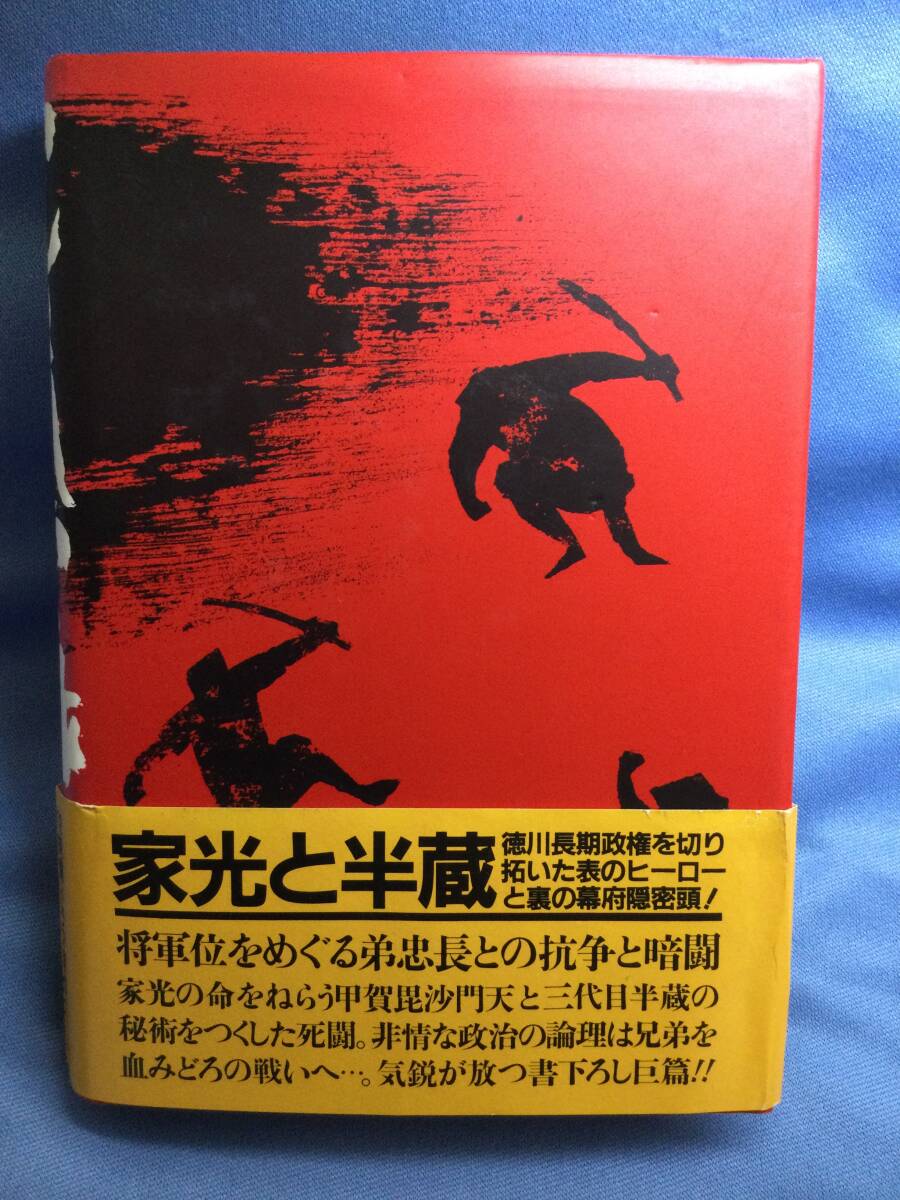 家光と半蔵
徳川長期政権を切り
拓いた表のヒーロー
と裏の幕府隠密頭！
将軍位をめぐる弟忠長との抗争と暗闘
家光の命をねらう甲賀毘沙門天と三代目半蔵の
秘術をつくした死闘。非情な政治の論理は兄弟を
血みどろの戦いへ…。気鋭が放つ書下ろし巨篇!!